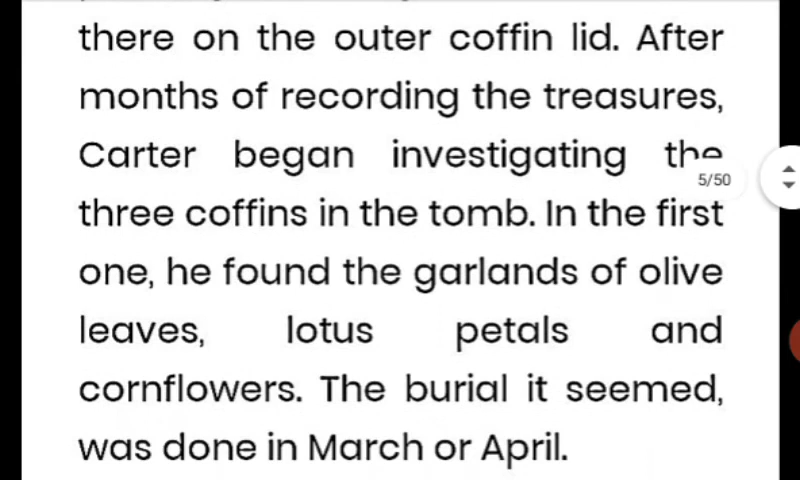 there on the outer coffin lid. After
months of recording the treasures,
Carter began investigating the
5/50
three coffins in the tomb. In the first
one, he found the garlands of olive
leaves, lotus petals and
cornflowers. The burial it seemed,
was done in March or April.